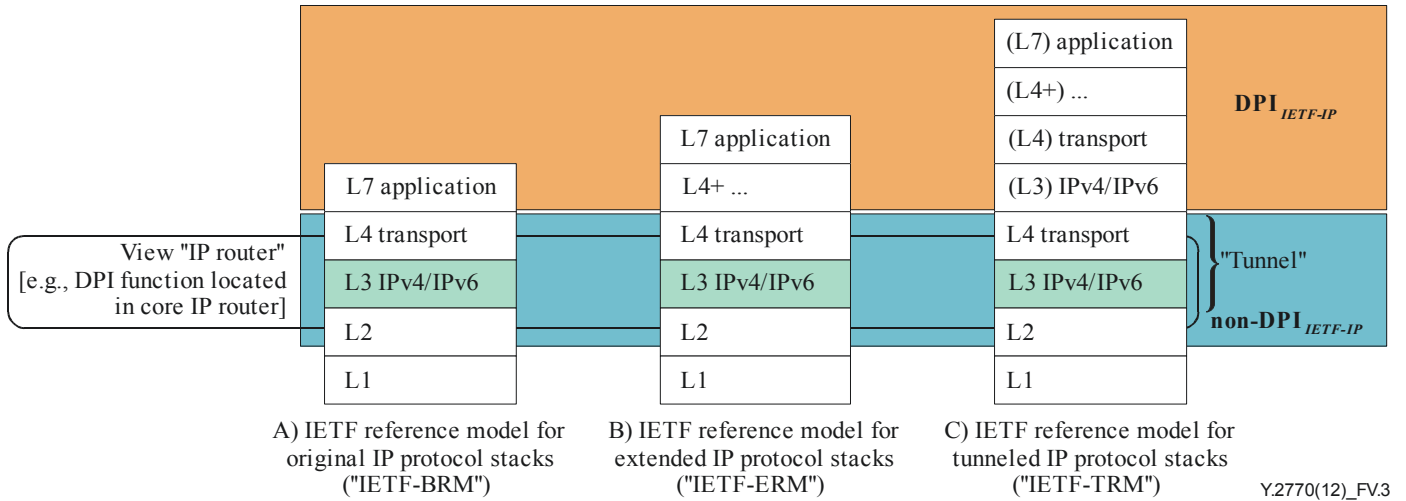 (L7) application
(L4+) ...
DPI IETF-IP
L7 application
(L4) transport
L7 application
L4+ ...
(L3) IPv4/IPv6
View "IP router"
[e.g., DPI function located
in core IP router]
L4 transport
L4 transport
L4 transport
"Tunnel"
L3 IPv4/IPv6
L3 IPv4/IPv6
L3 IPv4/IPv6
non-DPI IETF-IP
L2
L2
L2
L1
L1
L1
A) IETF reference model for
original IP protocol stacks
("IETF-BRM")
B) IETF reference model for
extended IP protocol stacks
("IETF-ERM")
C) IETF reference model for
tunneled IP protocol stacks
("IETF-TRM")
Y.2770(12)_FV.3